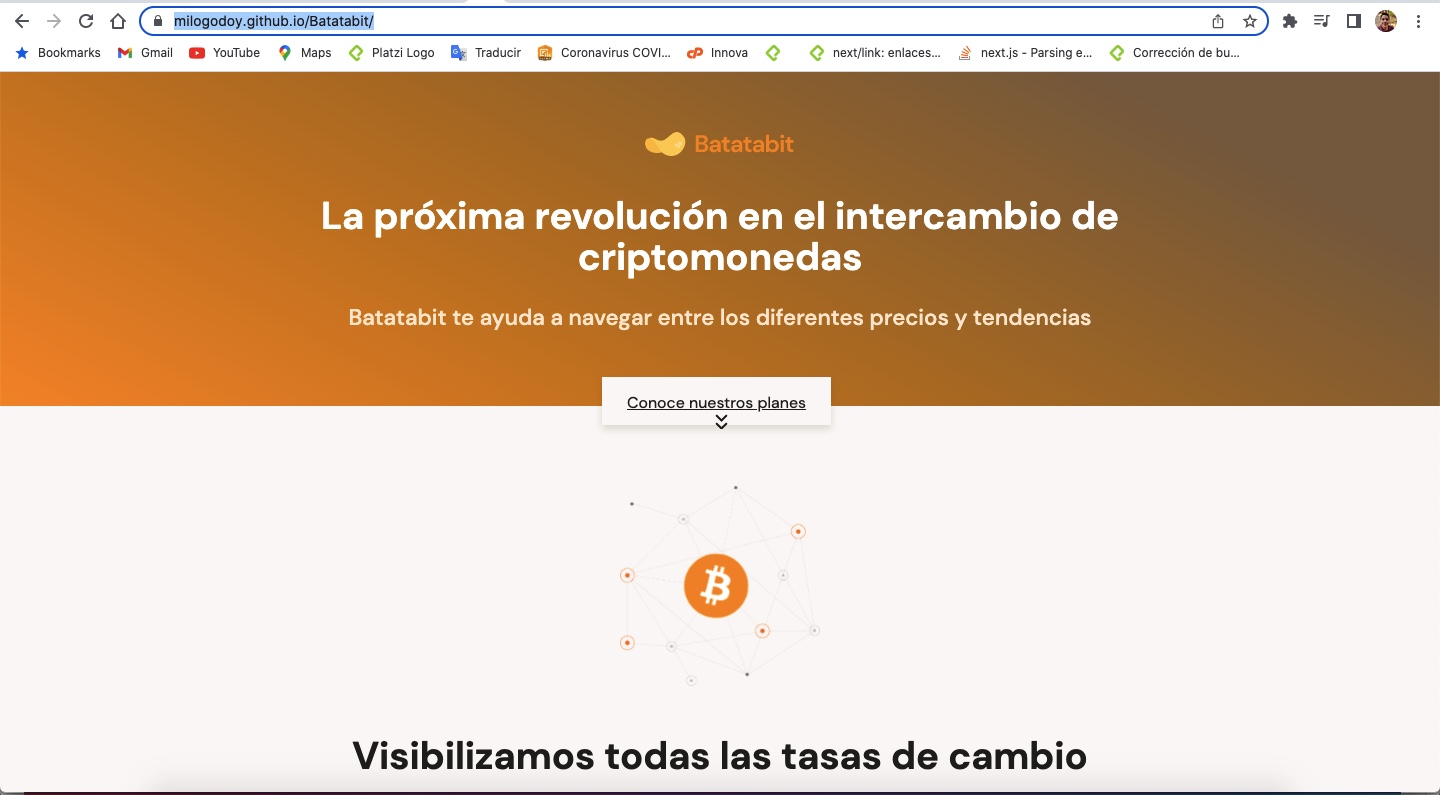 milogodoy.github.io/Batatabit/
Bookmarks Gmail YouTube Maps Platzi Logo Traducir Coronavirus COVI... Innova next/link: enlaces... next.js - Parsing e... Corrección de bu...
Batatabit
La próxima revolución en el intercambio de
criptomonedas
Batatabit te ayuda a navegar entre los diferentes precios y tendencias
Conoce nuestros planes
Visibilizamos todas las tasas de cambio